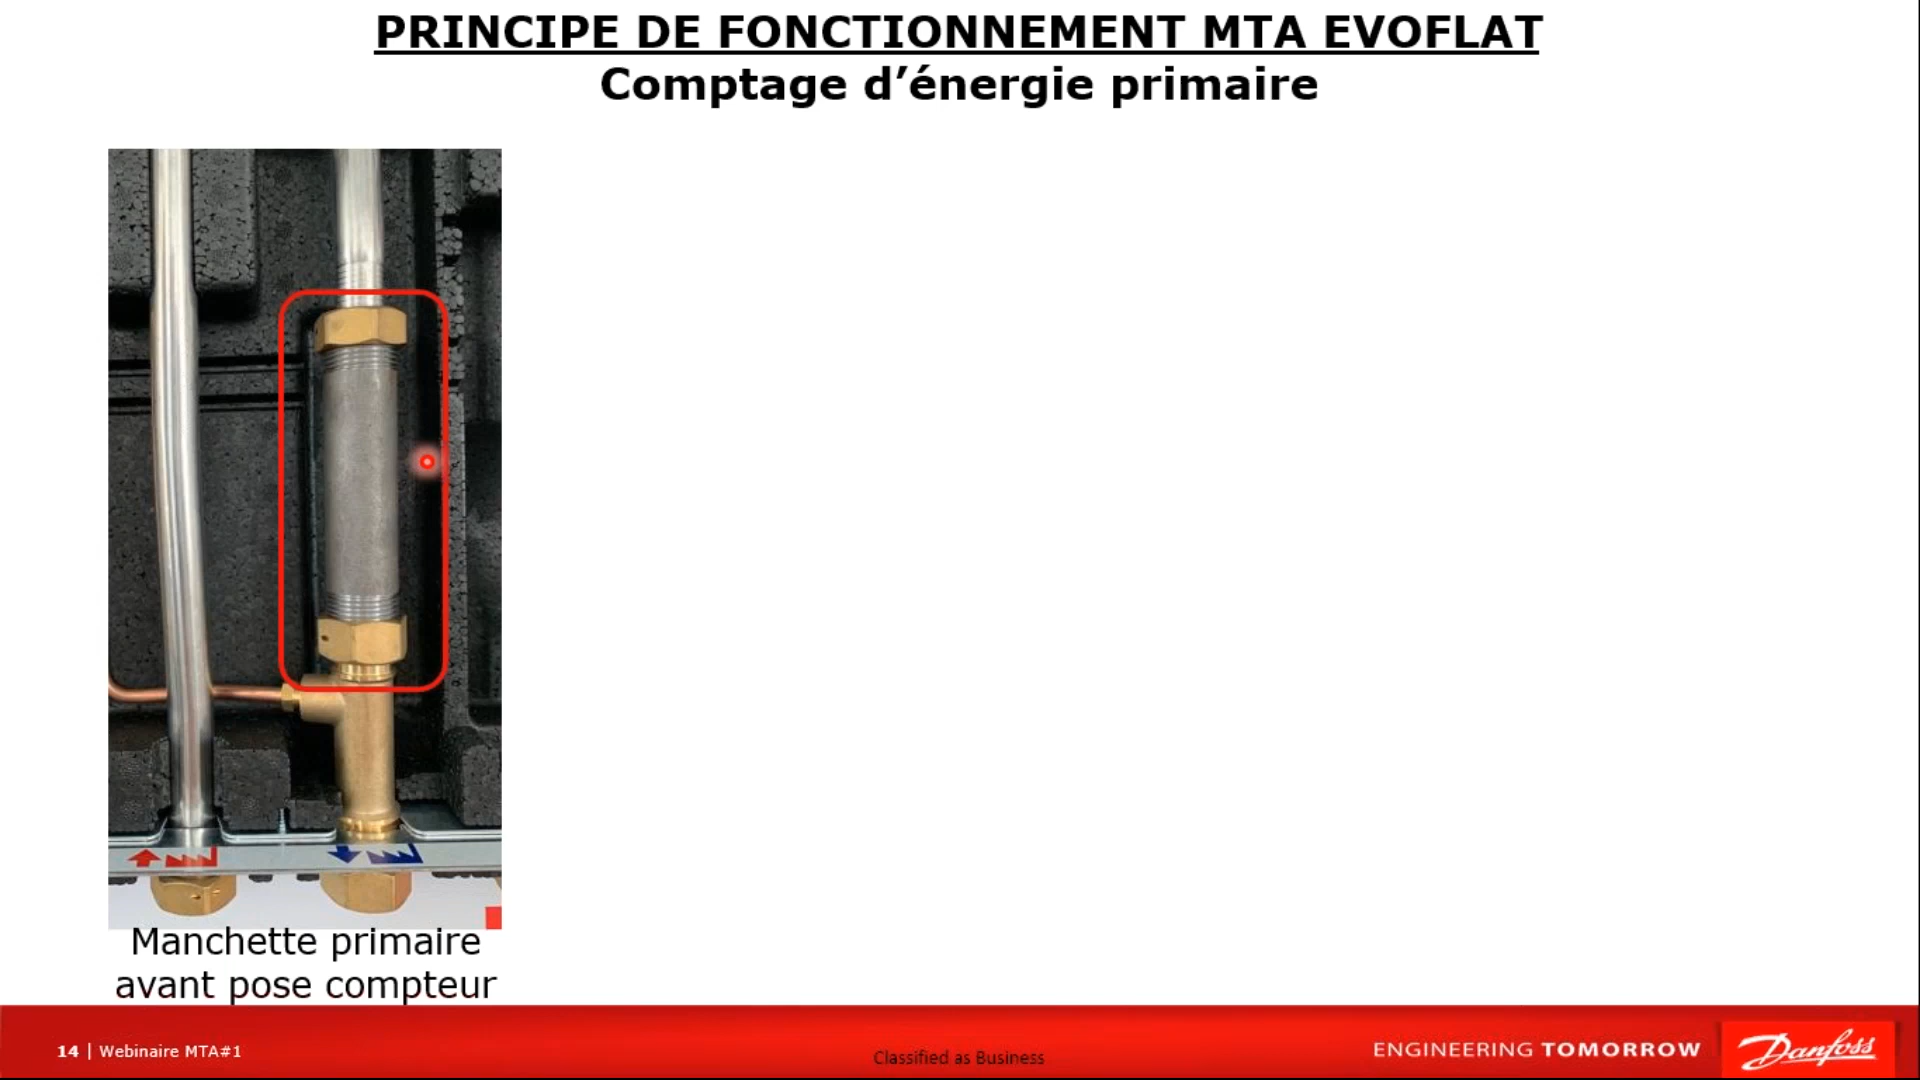 PRINCIPE DE FONCTIONNEMENT MTA EVOFLAT
Comptage d’énergie primaire
Manchette primaire
avant pose compteur
14 | Webinaire MTA#1
Classified as Business
ENGINEERING TOMORROW
Danfoss